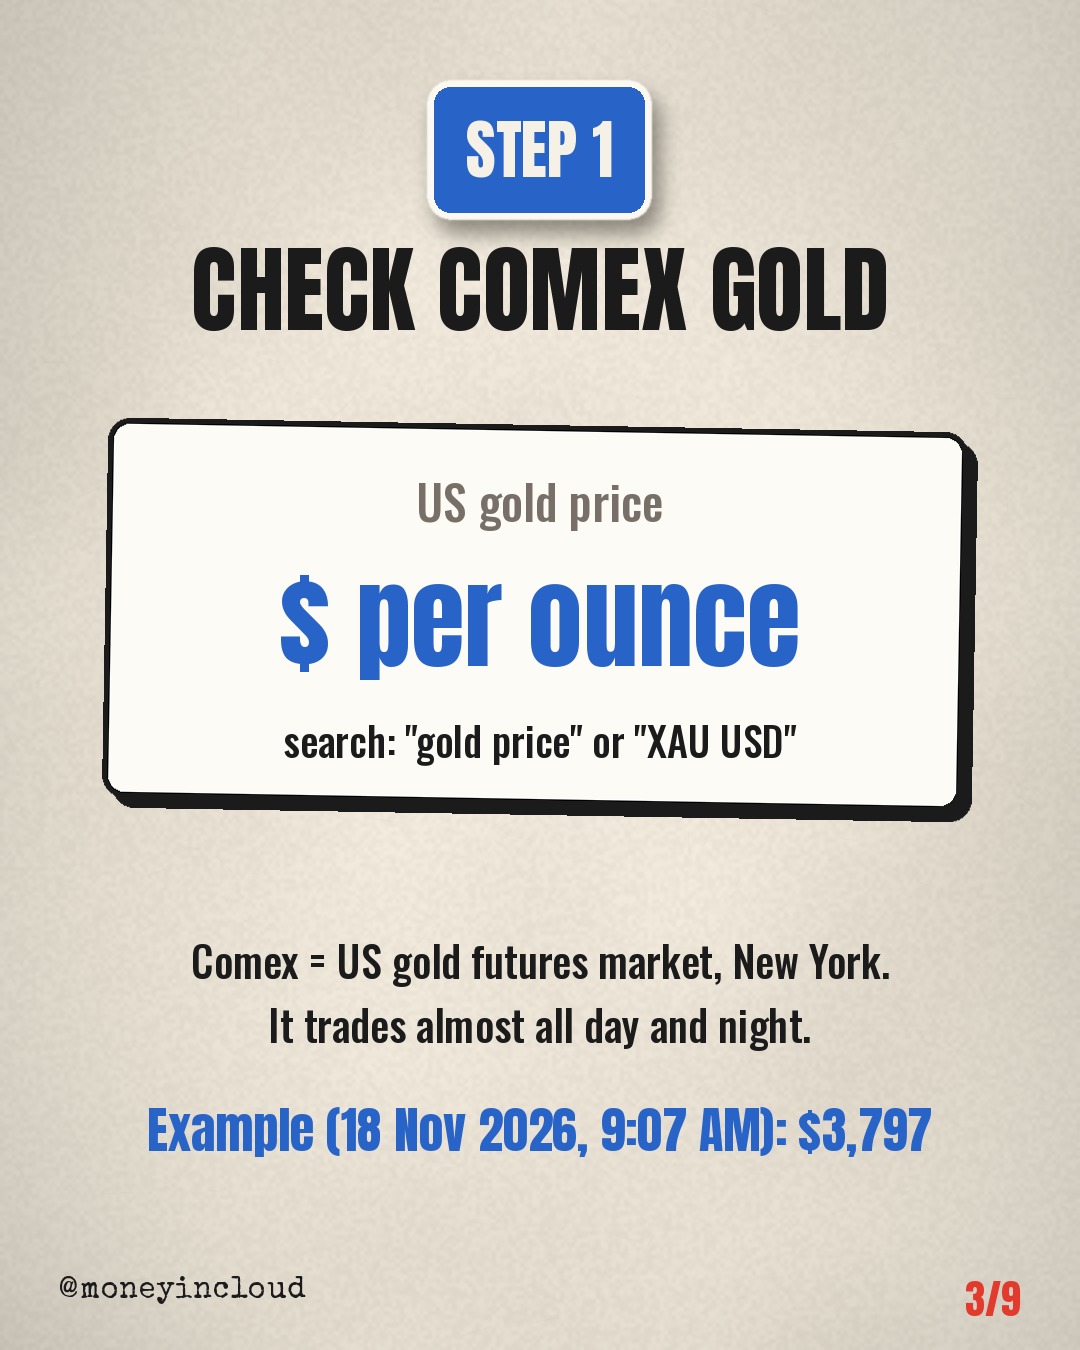 STEP 1
CHECK COMEX GOLD
US gold price
$ per ounce
search: "gold price" or "XAU USD"
Comex = US gold futures market, New York.
It trades almost all day and night.
Example (18 Nov 2026, 9:07 AM): $3,797
@moneyincloud
3/9